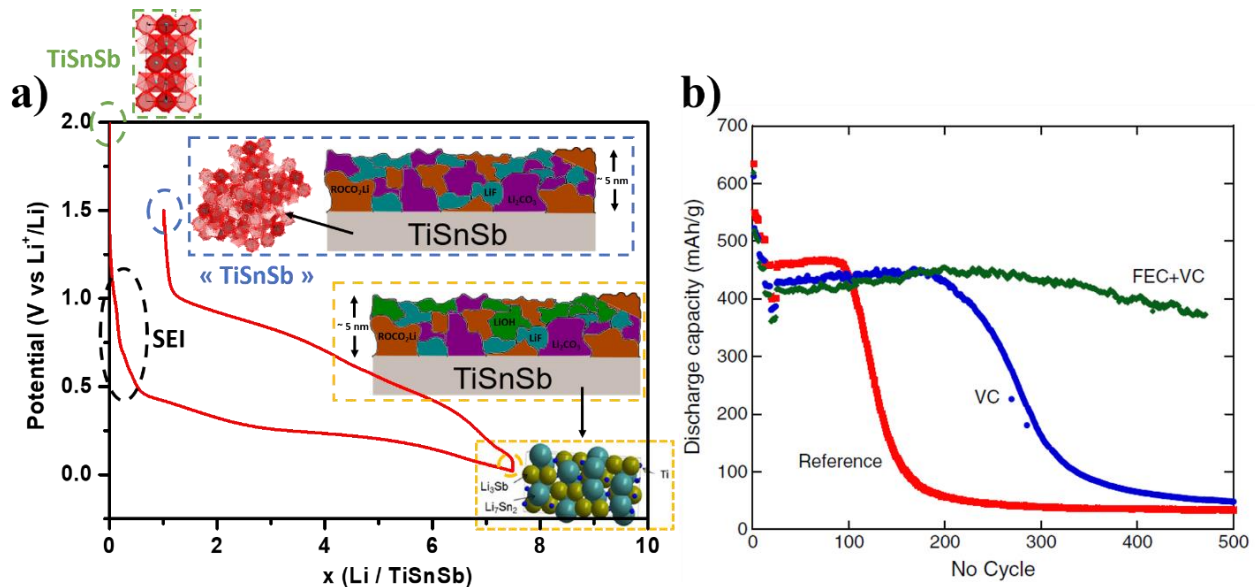 TiSnSb
a)
2.0
1.5
1.0
0.5
0.0
Potential (V vs Li⁺/Li)
0
2
4
6
8
10
x (Li / TiSnSb)
SEI
« TiSnSb »
ROCO₂Li
LiF
Li₂CO₃
~ 5 nm
TiSnSb
~ 5 nm
ROCO₂Li
LiOH
LiF
Li₂CO₃
TiSnSb
Li₃Sb
Li₇Sn₂
Ti
b)
700
600
500
400
300
200
100
0
Discharge capacity (mAh/g)
0
100
200
300
400
500
No Cycle
FEC+VC
VC
Reference